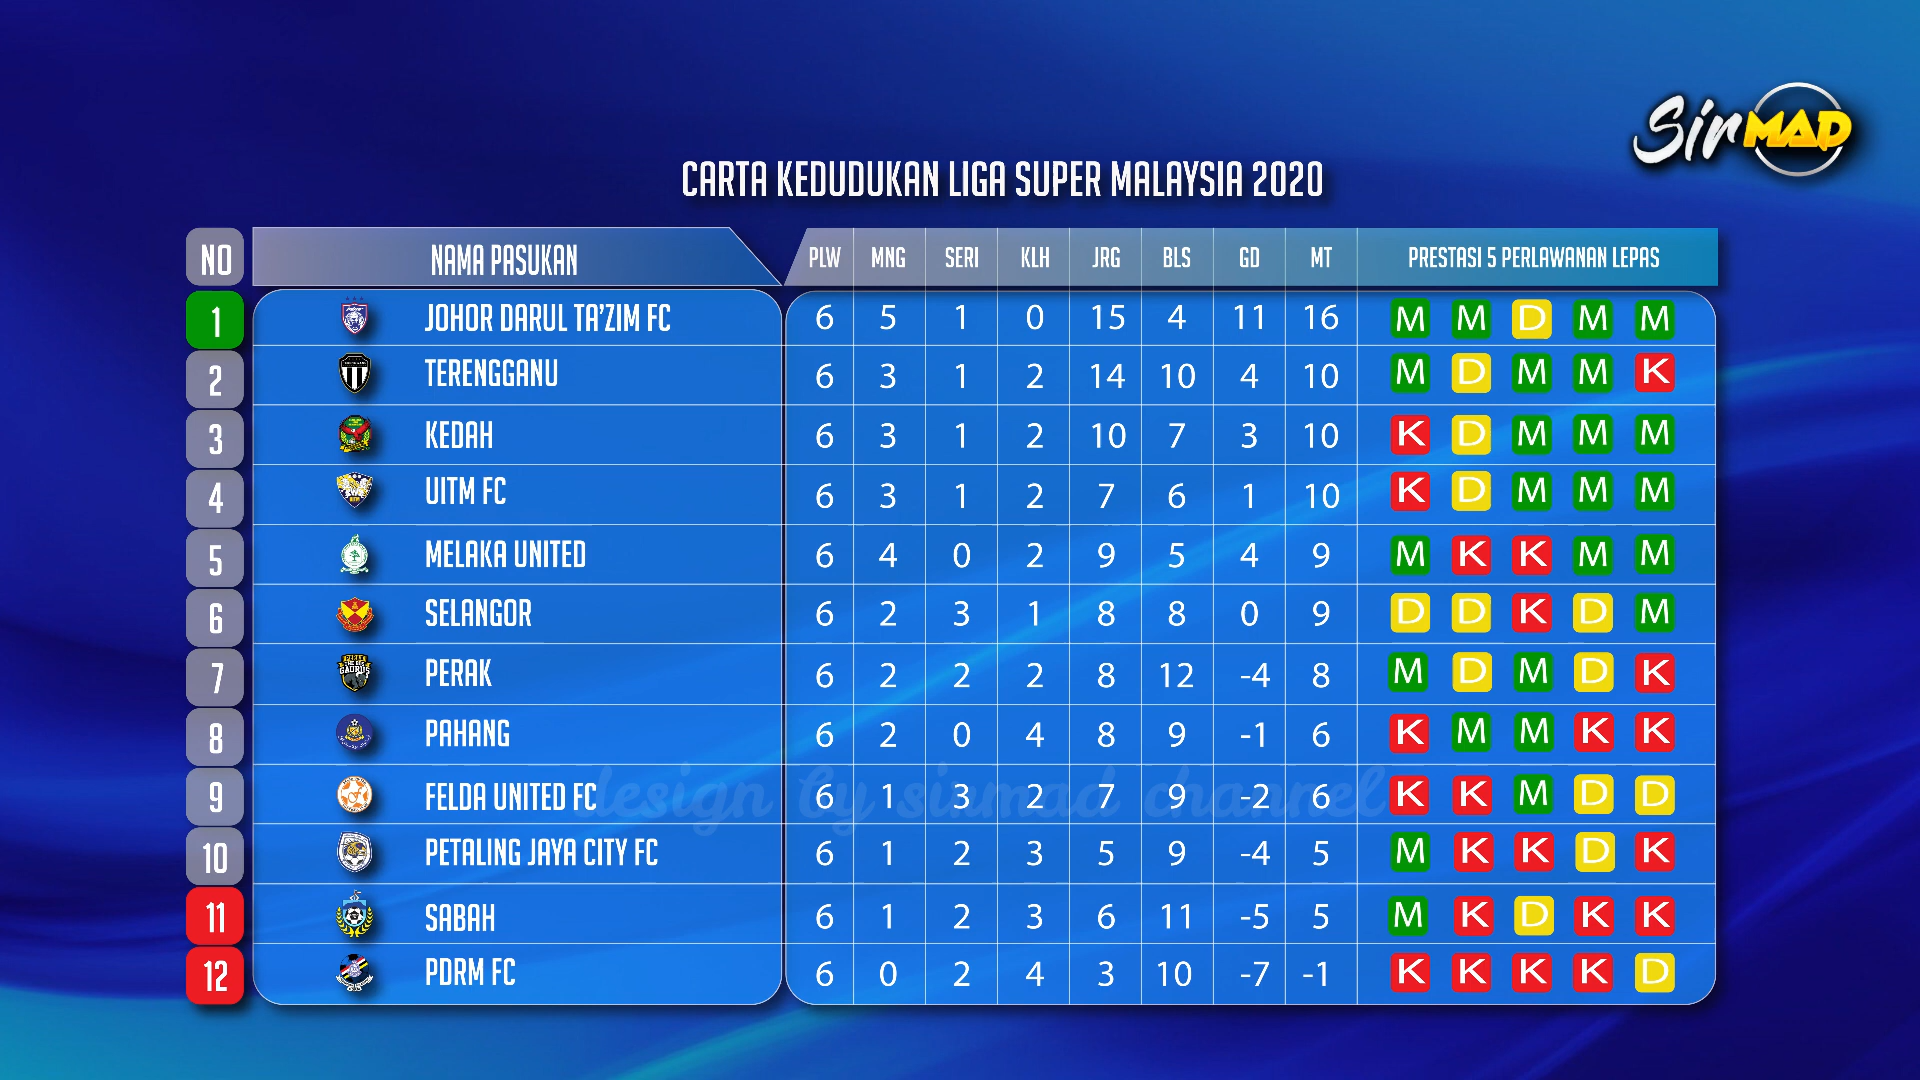 SirMAD
CARTA KEDUDUKAN LIGA SUPER MALAYSIA 2020
NO NAMA PASUKAN PLW MNG SERI KLH JRG BLS GD MT PRESTASI 5 PERLAWANAN LEPAS
1 JOHOR DARUL TA'ZIM FC 6 5 1 0 15 4 11 16 M M D M M
2 TERENGGANU 6 3 1 2 14 10 4 10 M D M M K
3 KEDAH 6 3 1 2 10 7 3 10 K D M M M
4 UITM FC 6 3 1 2 7 6 1 10 K D M M M
5 MELAKA UNITED 6 4 0 2 9 5 4 9 M K K M M
6 SELANGOR 6 2 3 1 8 8 0 9 D D K D M
7 PERAK 6 2 2 2 8 12 -4 8 M D M D K
8 PAHANG 6 2 0 4 8 9 -1 6 K M M K K
9 FELDA UNITED FC 6 1 3 2 7 9 -2 6 K K M D D
design by sirmad channel
10 PETALING JAYA CITY FC 6 1 2 3 5 9 -4 5 M K K D K
11 SABAH 6 1 2 3 6 11 -5 5 M K D K K
12 PDRM FC 6 0 2 4 3 10 -7 -1 K K K K D